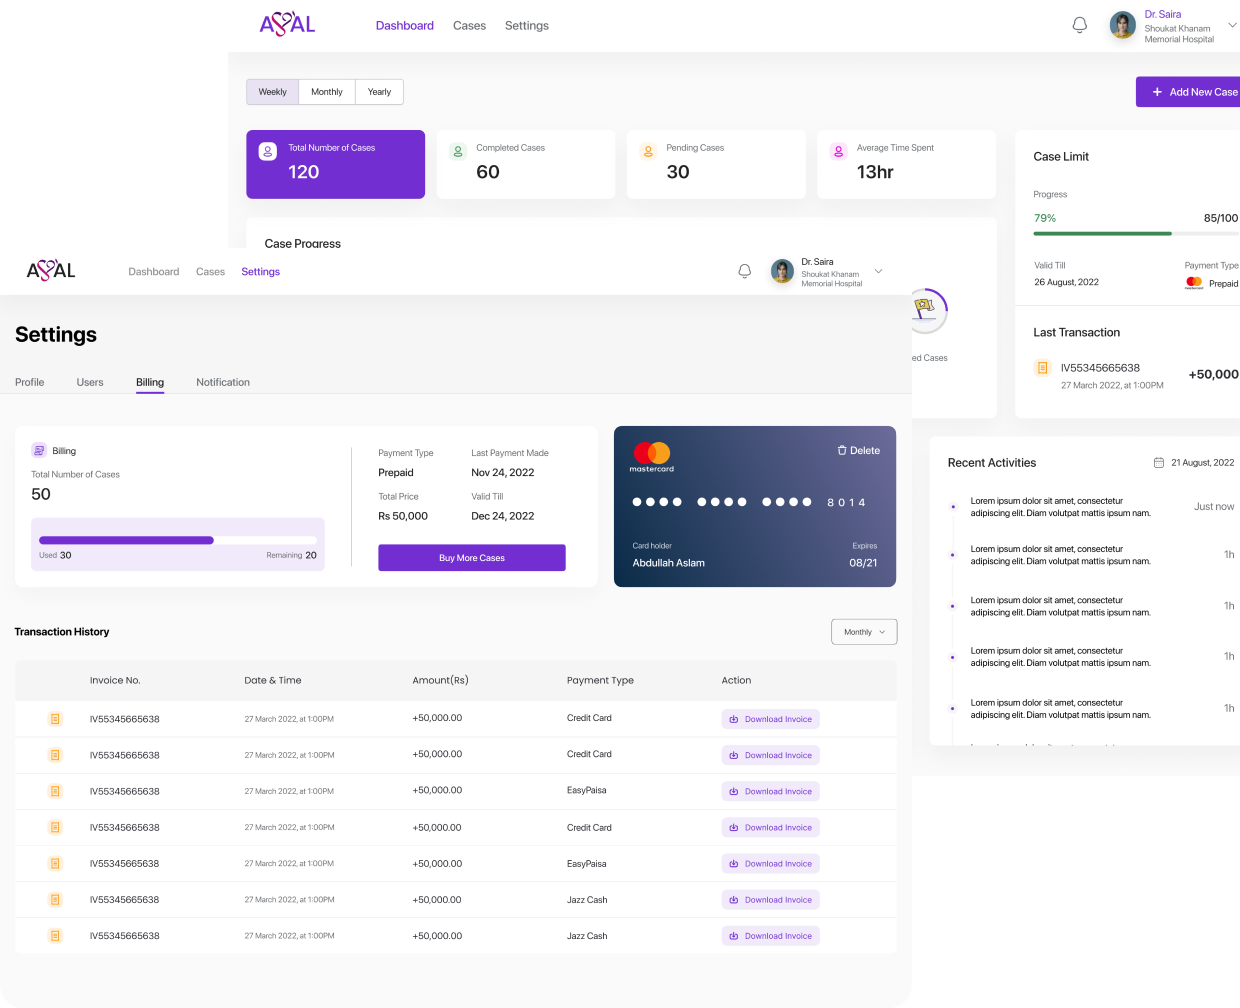 AYAL
Dashboard Cases Settings
Dr. Saira
Shoukat Khanam
Memorial Hospital
Weekly Monthly Yearly
+ Add New Case
Total Number of Cases
120
Completed Cases
60
Pending Cases
30
Average Time Spent
13hr
Case Progress
ed Cases
Case Limit
Progress
79% 85/100
Valid Till Payment Type
26 August, 2022 mastercard Prepaid
Last Transaction
IV55345665638
27 March 2022, at 1:00PM
+50,000
Recent Activities 21 August, 2022
Lorem ipsum dolor sit amet, consectetur
adipiscing elit. Diam volutpat mattis ipsum nam.
Just now
Lorem ipsum dolor sit amet, consectetur
adipiscing elit. Diam volutpat mattis ipsum nam.
1h
Lorem ipsum dolor sit amet, consectetur
adipiscing elit. Diam volutpat mattis ipsum nam.
1h
Lorem ipsum dolor sit amet, consectetur
adipiscing elit. Diam volutpat mattis ipsum nam.
1h
Lorem ipsum dolor sit amet, consectetur
adipiscing elit. Diam volutpat mattis ipsum nam.
1h
AYAL
Dashboard Cases Settings
Dr. Saira
Shoukat Khanam
Memorial Hospital
Settings
Profile Users Billing Notification
Billing
Total Number of Cases
50
Used 30 Remaining 20
Payment Type Last Payment Made
Prepaid Nov 24, 2022
Total Price Valid Till
Rs 50,000 Dec 24, 2022
Buy More Cases
mastercard
Delete
8014
Card holder Expires
Abdullah Aslam 08/21
Transaction History Monthly
Invoice No. Date & Time Amount(Rs) Payment Type Action
IV55345665638 27 March 2022, at 1:00PM +50,000.00 Credit Card Download Invoice
IV55345665638 27 March 2022, at 1:00PM +50,000.00 Credit Card Download Invoice
IV55345665638 27 March 2022, at 1:00PM +50,000.00 EasyPaisa Download Invoice
IV55345665638 27 March 2022, at 1:00PM +50,000.00 Credit Card Download Invoice
IV55345665638 27 March 2022, at 1:00PM +50,000.00 EasyPaisa Download Invoice
IV55345665638 27 March 2022, at 1:00PM +50,000.00 Jazz Cash Download Invoice
IV55345665638 27 March 2022, at 1:00PM +50,000.00 Jazz Cash Download Invoice